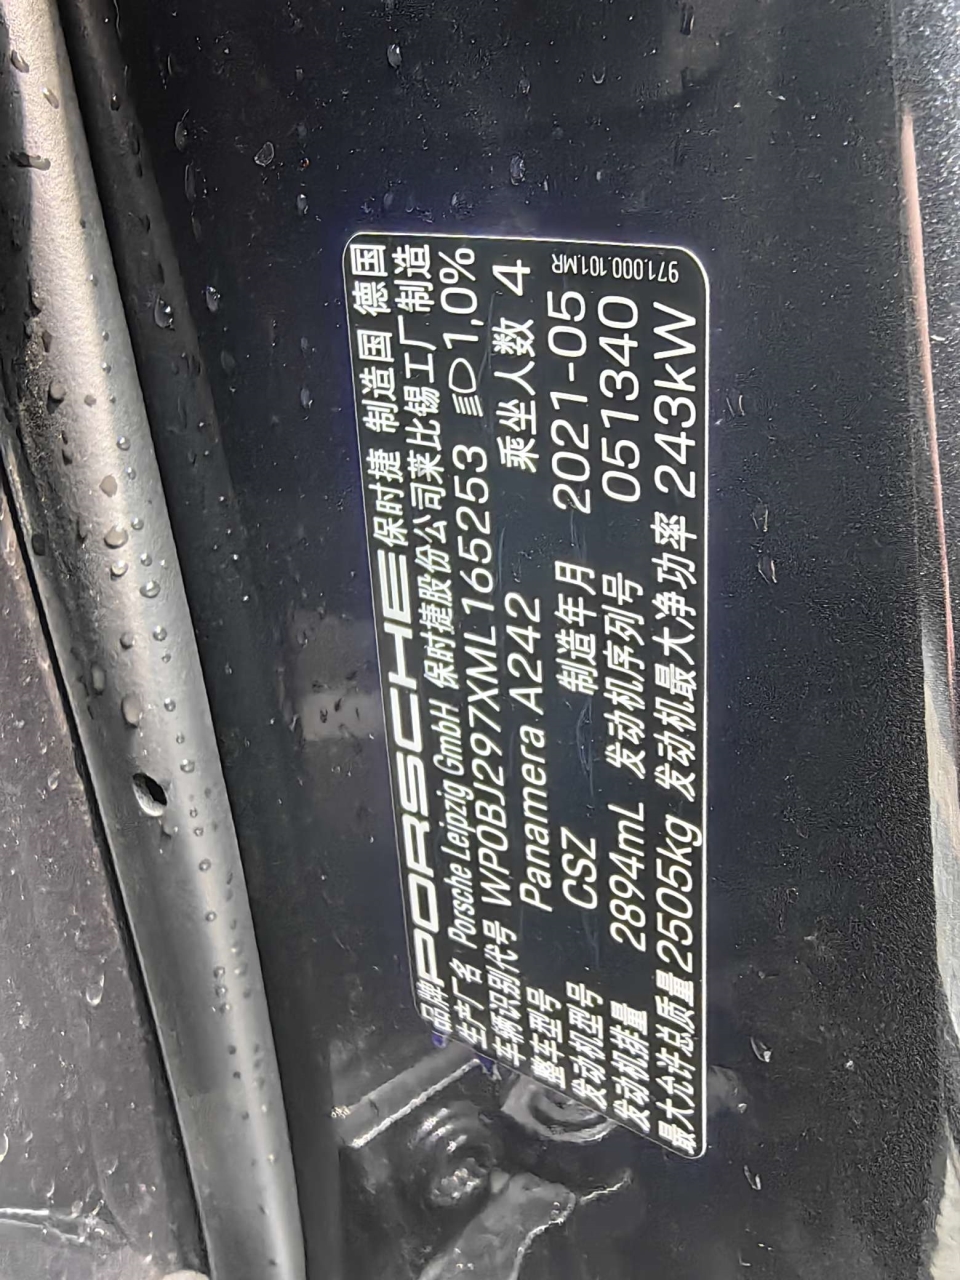 品牌 PORSCHE 保时捷 制造国 德国
生产厂名 Porsche Leipzig GmbH 保时捷股份公司莱比锡工厂制造
车辆识别代号 WP0BJ297XML165253 1,0%
整车型号 Panamera A242 乘坐人数 4
发动机型号 CSZ 制造年月 2021-05
发动机排量 2894mL 发动机序列号 051340
最大允许总质量 2505kg 发动机最大净功率 243kW
971.000.101.MR